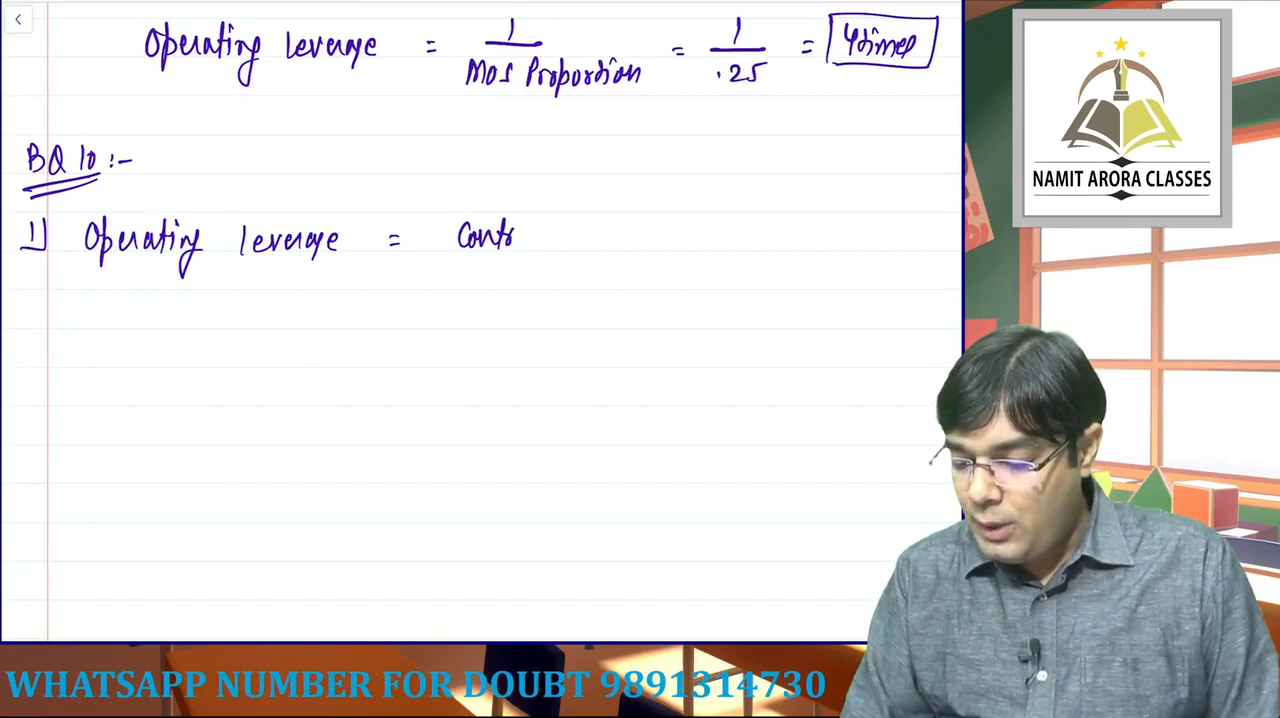 Operating leverage = 1 / MOS Proportion = 1 / .25 = 4times
BQ 10 :-
1) Operating leverage = Contr
NAMIT ARORA CLASSES
WHATSAPP NUMBER FOR DOUBT 9891314730